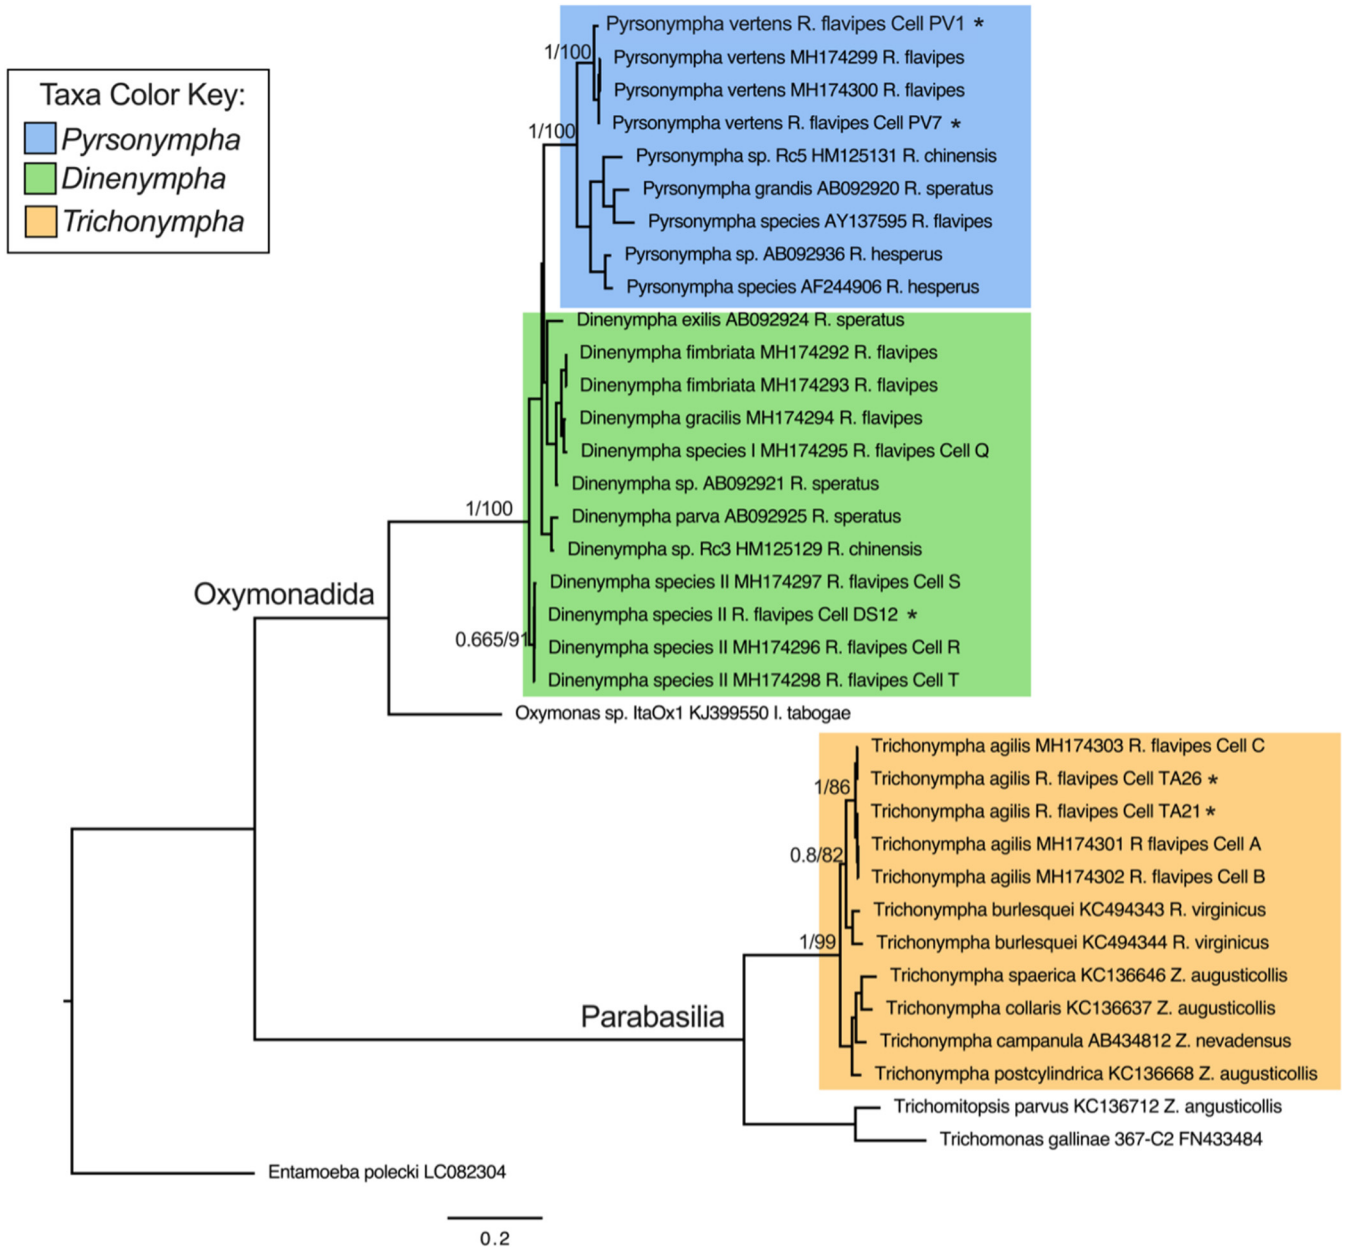 Taxa Color Key:
Pyrsonympha
Dinenympha
Trichonympha
Pyrsonympha vertens R. flavipes Cell PV1 *
1/100
Pyrsonympha vertens MH174299 R. flavipes
Pyrsonympha vertens MH174300 R. flavipes
Pyrsonympha vertens R. flavipes Cell PV7 *
1/100
Pyrsonympha sp. Rc5 HM125131 R. chinensis
Pyrsonympha grandis AB092920 R. speratus
Pyrsonympha species AY137595 R. flavipes
Pyrsonympha sp. AB092936 R. hesperus
Pyrsonympha species AF244906 R. hesperus
Dinenympha exilis AB092924 R. speratus
Dinenympha fimbriata MH174292 R. flavipes
Dinenympha fimbriata MH174293 R. flavipes
Dinenympha gracilis MH174294 R. flavipes
Dinenympha species I MH174295 R. flavipes Cell Q
Dinenympha sp. AB092921 R. speratus
1/100
Dinenympha parva AB092925 R. speratus
Dinenympha sp. Rc3 HM125129 R. chinensis
Dinenympha species II MH174297 R. flavipes Cell S
Oxymonadida
Dinenympha species II R. flavipes Cell DS12 *
0.665/91
Dinenympha species II MH174296 R. flavipes Cell R
Dinenympha species II MH174298 R. flavipes Cell T
Oxymonas sp. ItaOx1 KJ399550 I. tabogae
Trichonympha agilis MH174303 R. flavipes Cell C
Trichonympha agilis R. flavipes Cell TA26 *
1/86
Trichonympha agilis R. flavipes Cell TA21 *
Trichonympha agilis MH174301 R flavipes Cell A
0.8/82
Trichonympha agilis MH174302 R. flavipes Cell B
Trichonympha burlesquei KC494343 R. virginicus
1/99
Trichonympha burlesquei KC494344 R. virginicus
Trichonympha spaerica KC136646 Z. augusticollis
Trichonympha collaris KC136637 Z. augusticollis
Parabasilia
Trichonympha campanula AB434812 Z. nevadensus
Trichonympha postcylindrica KC136668 Z. augusticollis
Trichomitopsis parvus KC136712 Z. angusticollis
Trichomonas gallinae 367-C2 FN433484
Entamoeba polecki LC082304
0.2